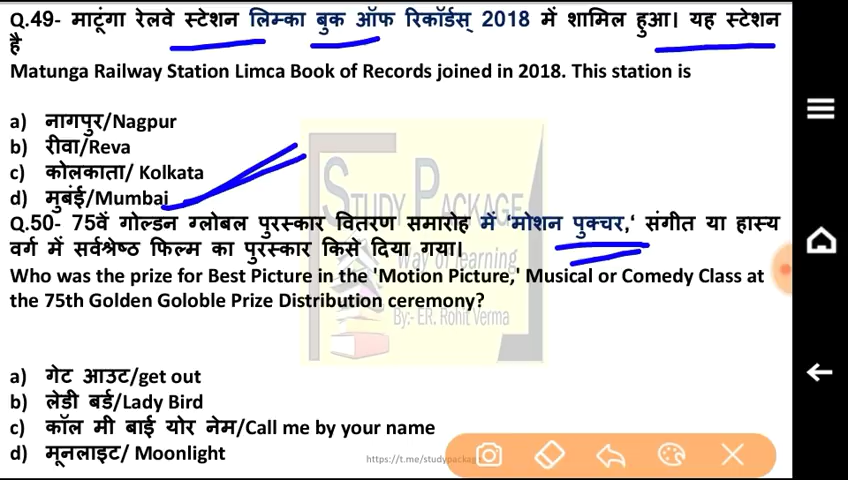 Q.49- माटूंगा रेलवे स्टेशन लिम्का बुक ऑफ रिकॉर्डस् 2018 में शामिल हुआ। यह स्टेशन
है
Matunga Railway Station Limca Book of Records joined in 2018. This station is
a) नागपुर/Nagpur
b) रीवा/Reva
c) कोलकाता/ Kolkata
d) मुबंई/Mumbai
STUDY PACKAGE
Q.50- 75वें गोल्डन ग्लोबल पुरस्कार वितरण समारोह में 'मोशन पुक्चर,' संगीत या हास्य
वर्ग में सर्वश्रेष्ठ फिल्म का पुरस्कार किसे दिया गया।
Way of learning
Who was the prize for Best Picture in the 'Motion Picture,' Musical or Comedy Class at
the 75th Golden Goloble Prize Distribution ceremony?
By:- ER. Rohit Verma
a) गेट आउट/get out
b) लेडी बर्ड/Lady Bird
c) कॉल मी बाई योर नेम/Call me by your name
d) मूनलाइट/ Moonlight
https://t.me/studypackage